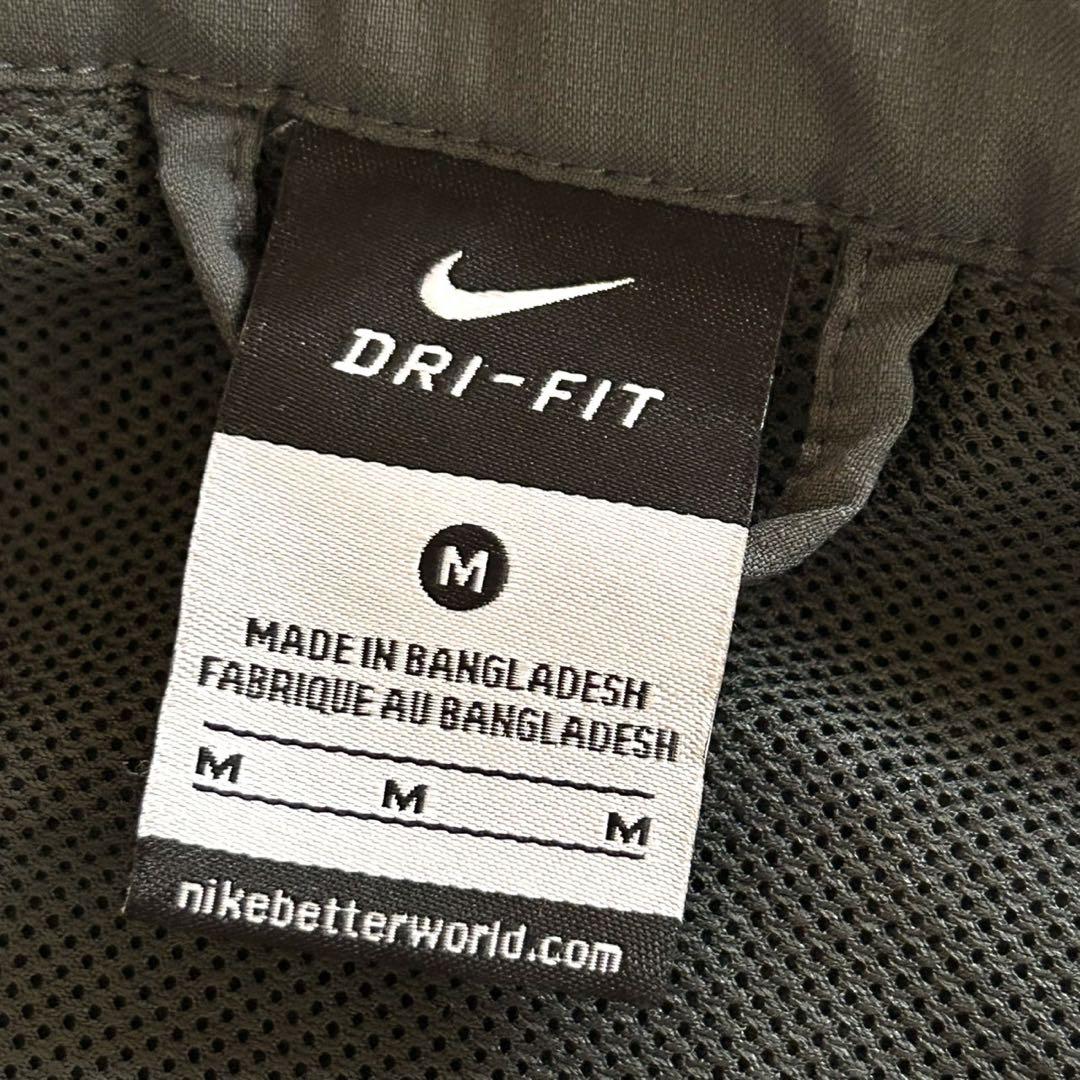 DRI-FIT
M
MADE IN BANGLADESH
FABRIQUE AU BANGLADESH
M M M
nikebetterworld.com